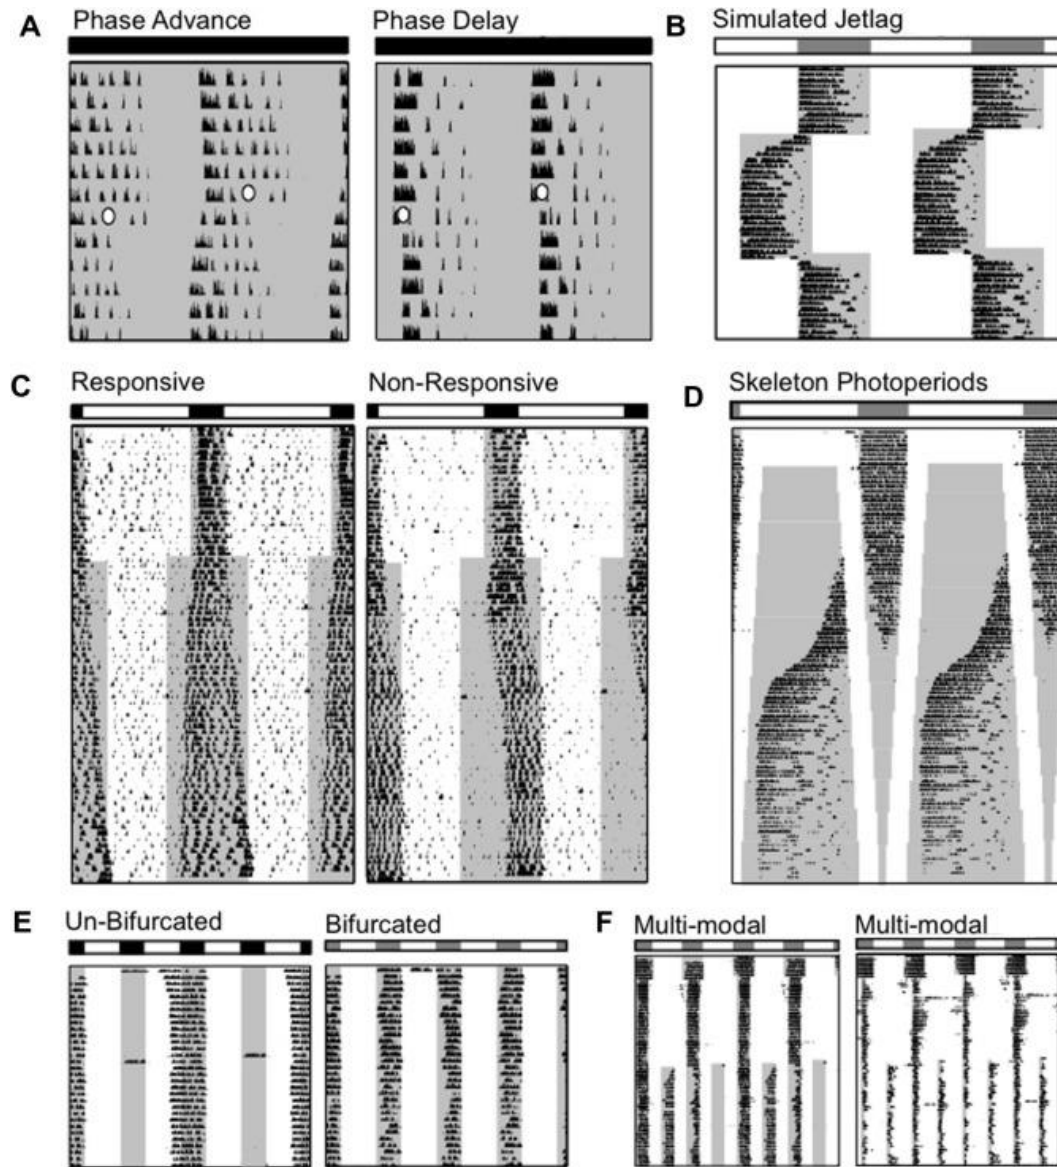 A
Phase Advance
Phase Delay
B
Simulated Jetlag
C
Responsive
Non-Responsive
D
Skeleton Photoperiods
E
Un-Bifurcated
Bifurcated
F
Multi-modal
Multi-modal